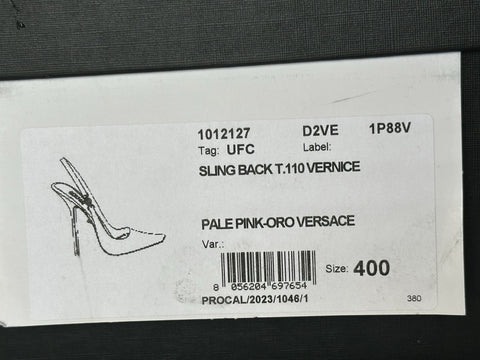 1012127 D2VE 1P88V
Tag: UFC Label:
SLING BACK T.110 VERNICE
PALE PINK-ORO VERSACE
Var.:
Size: 400
8 056204 697654
PROCAL/2023/1046/1 380